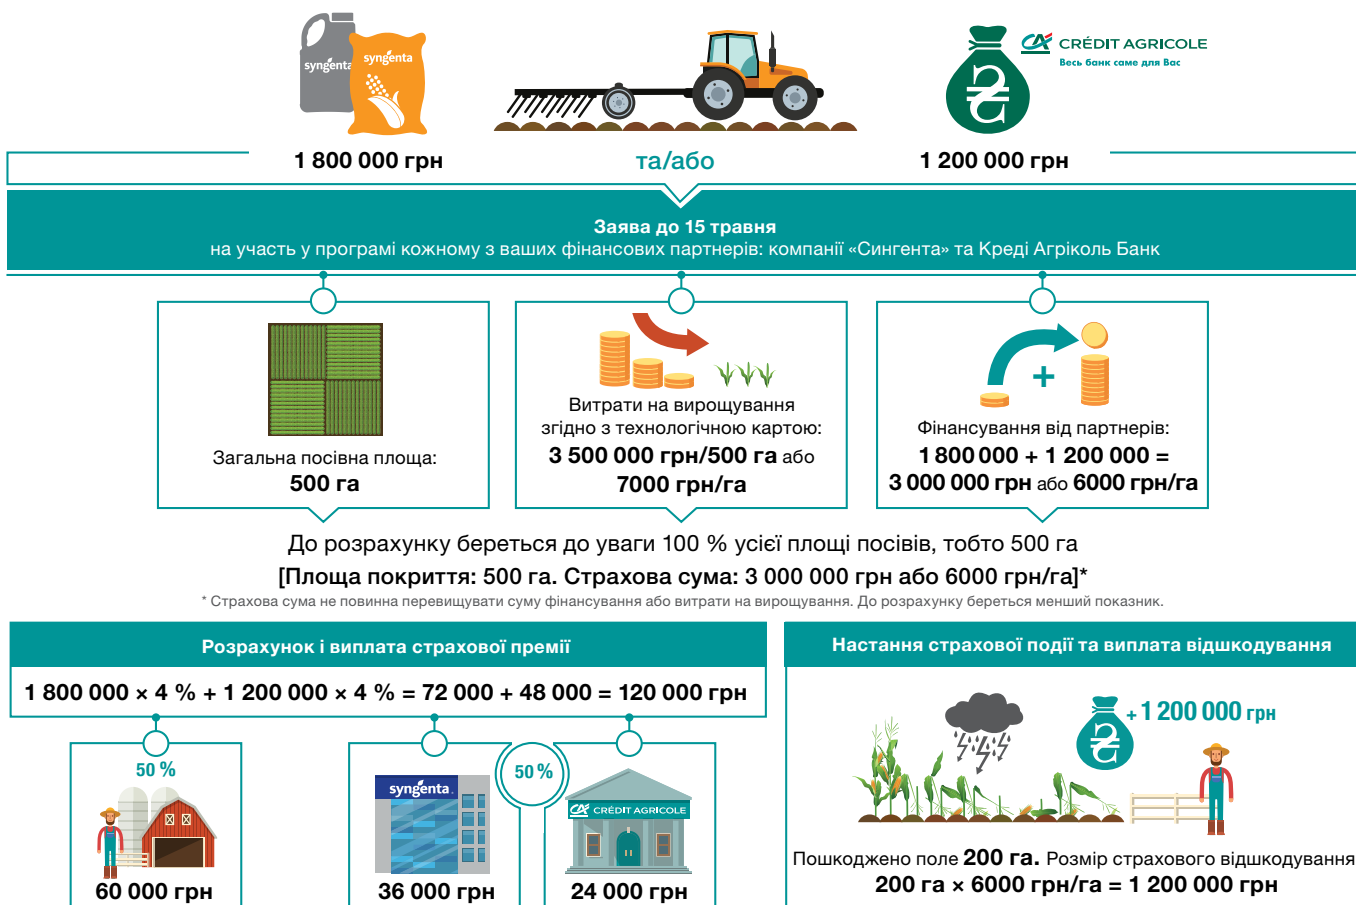 syngenta
syngenta
CA CRÉDIT AGRICOLE
Весь банк саме для Вас
1 800 000 грн
та/або
1 200 000 грн
Заява до 15 травня
на участь у програмі кожному з ваших фінансових партнерів: компанії «Сингента» та Креді Агріколь Банк
Загальна посівна площа:
500 га
Витрати на вирощування
згідно з технологічною картою:
3 500 000 грн/500 га або
7000 грн/га
+
Фінансування від партнерів:
1 800 000 + 1 200 000 =
3 000 000 грн або 6000 грн/га
До розрахунку береться до уваги 100 % усієї площі посівів, тобто 500 га
[Площа покриття: 500 га. Страхова сума: 3 000 000 грн або 6000 грн/га]*
* Страхова сума не повинна перевищувати суму фінансування або витрати на вирощування. До розрахунку береться менший показник.
Розрахунок і виплата страхової премії
1 800 000 × 4 % + 1 200 000 × 4 % = 72 000 + 48 000 = 120 000 грн
50 %
60 000 грн
syngenta
36 000 грн
50 %
CA CRÉDIT AGRICOLE
24 000 грн
Настання страхової події та виплата відшкодування
+ 1 200 000 грн
Пошкоджено поле 200 га. Розмір страхового відшкодування
200 га × 6000 грн/га = 1 200 000 грн